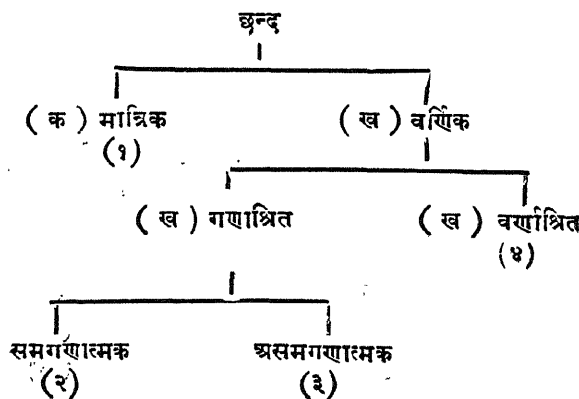 छन्द
( क ) मात्रिक ( ख ) वर्णिक
(१)
( ख ) गणाश्रित ( ख ) वर्णाश्रित
(४)
समगणात्मक असमगणात्मक
(२) (३)